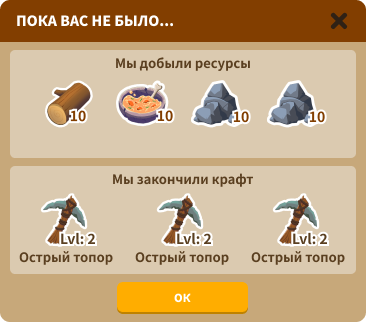 ПОКА ВАС НЕ БЫЛО...
Мы добыли ресурсы
10 10 10 10
Мы закончили крафт
Lvl: 2 Lvl: 2 Lvl: 2
Острый топор Острый топор Острый топор
ОК